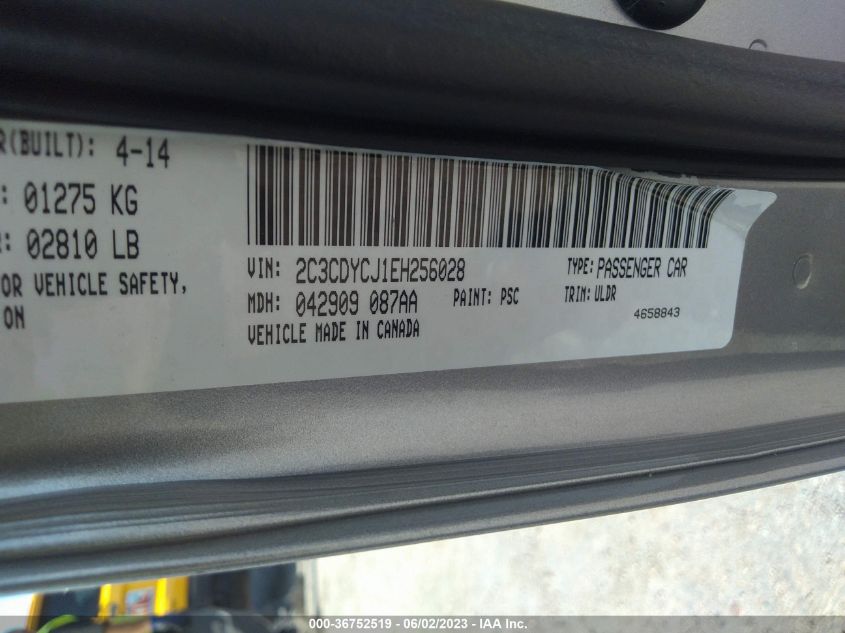 R(BUILT): 4-14
: 01275 KG
R: 02810 LB
OR VEHICLE SAFETY,
ON
VIN: 2C3CDYCJ1EH256028
TYPE: PASSENGER CAR
MDH: 042909 087AA
PAINT: PSC
TRIM: ULDR
VEHICLE MADE IN CANADA
4658843
000-36752519 - 06/02/2023 - IAA Inc.